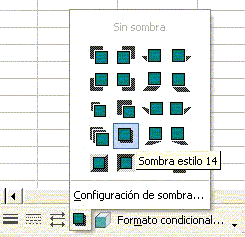 Sin sombra
Sombra estilo 14
Configuración de sombra...
Formato condicional...